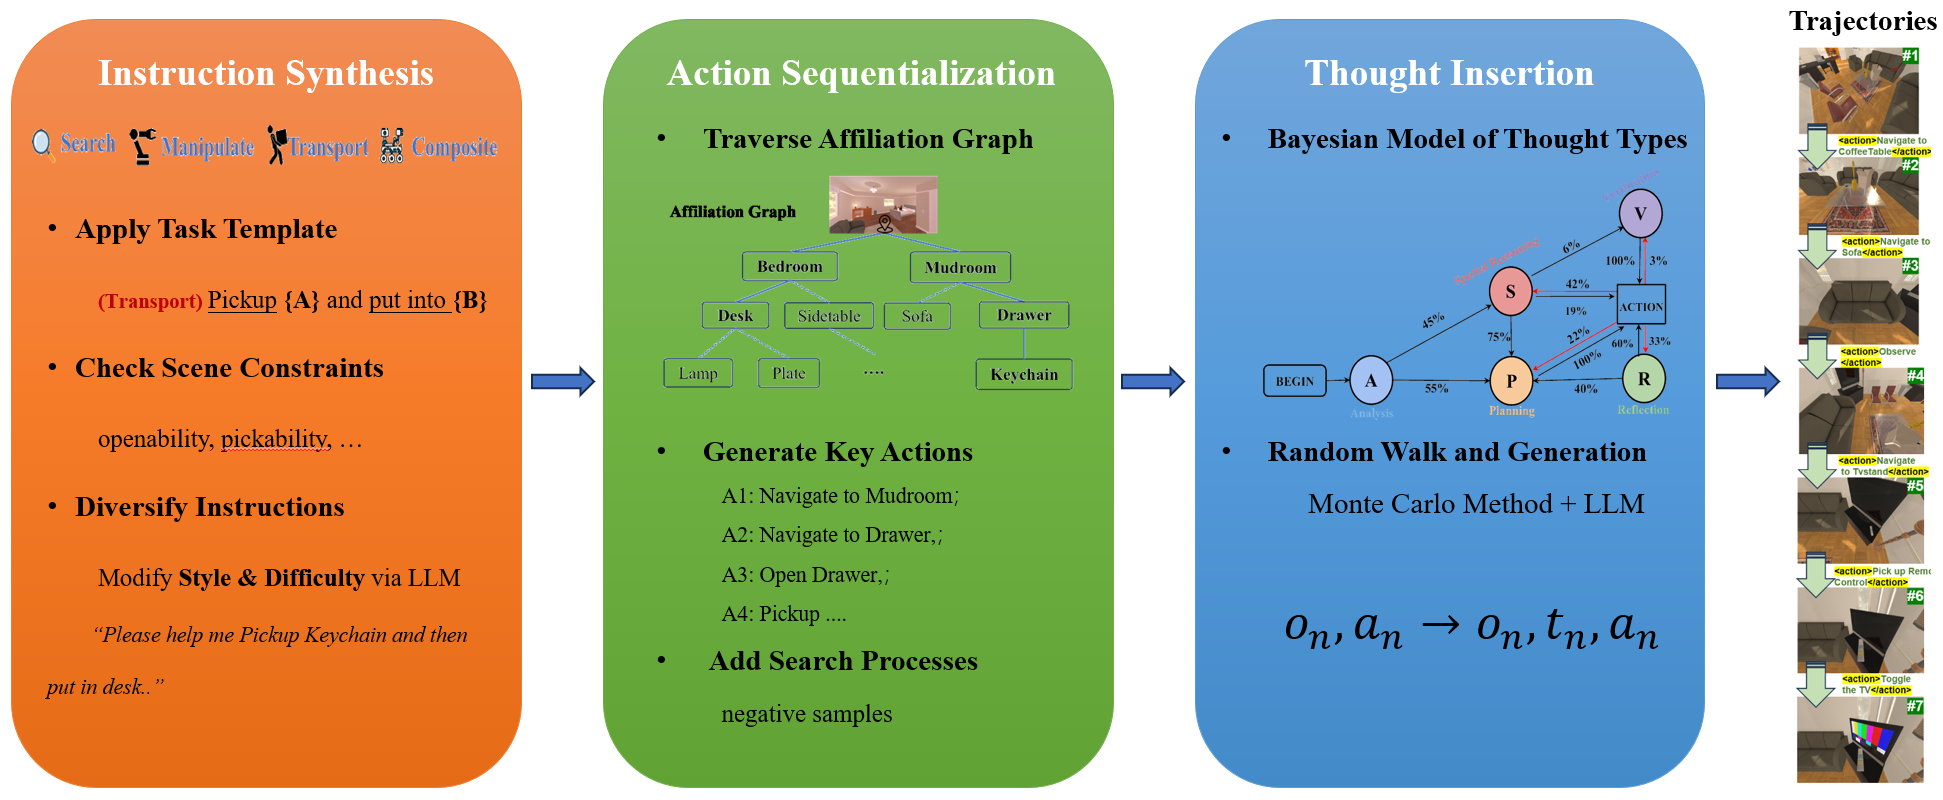 Instruction Synthesis
Search Manipulate Transport Composite
• Apply Task Template
(Transport) Pickup {A} and put into {B}
• Check Scene Constraints
openability, pickability, …
• Diversify Instructions
Modify Style & Difficulty via LLM
“Please help me Pickup Keychain and then
put in desk..”
Action Sequentialization
• Traverse Affiliation Graph
Affiliation Graph
Bedroom Mudroom
Desk Sidetable Sofa Drawer
Lamp Plate .... Keychain
• Generate Key Actions
A1: Navigate to Mudroom;
A2: Navigate to Drawer,;
A3: Open Drawer,;
A4: Pickup ....
• Add Search Processes
negative samples
Thought Insertion
• Bayesian Model of Thought Types
V
6%
100% 3%
Spatial Reasoning
S
42%
ACTION
19%
45%
75%
22%
100%
60% 33%
BEGIN A 55% P 40% R
Analysis Planning Reflection
• Random Walk and Generation
Monte Carlo Method + LLM
oₙ, aₙ → oₙ, tₙ, aₙ
Trajectories
#1
<action>Navigate to
CoffeeTable</action>
#2
<action>Navigate to
Sofa</action>
#3
<action>Observe
</action>
#4
<action>Navigate
to Tvstand</action>
#5
<action>Pick up Remo
Control</action>
#6
<action>Toggle
the TV</action>
#7